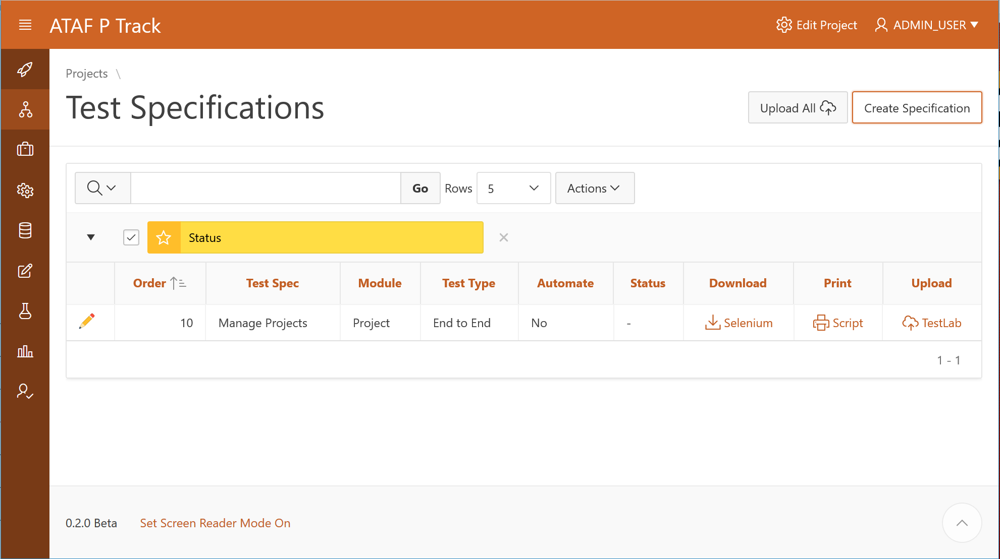 ATAF P Track
Edit Project
ADMIN_USER
Projects \
Test Specifications
Upload All
Create Specification
Go
Rows
5
Actions
Status
Order Test Spec Module Test Type Automate Status Download Print Upload
10 Manage Projects Project End to End No - Selenium Script TestLab
1 - 1
0.2.0 Beta
Set Screen Reader Mode On